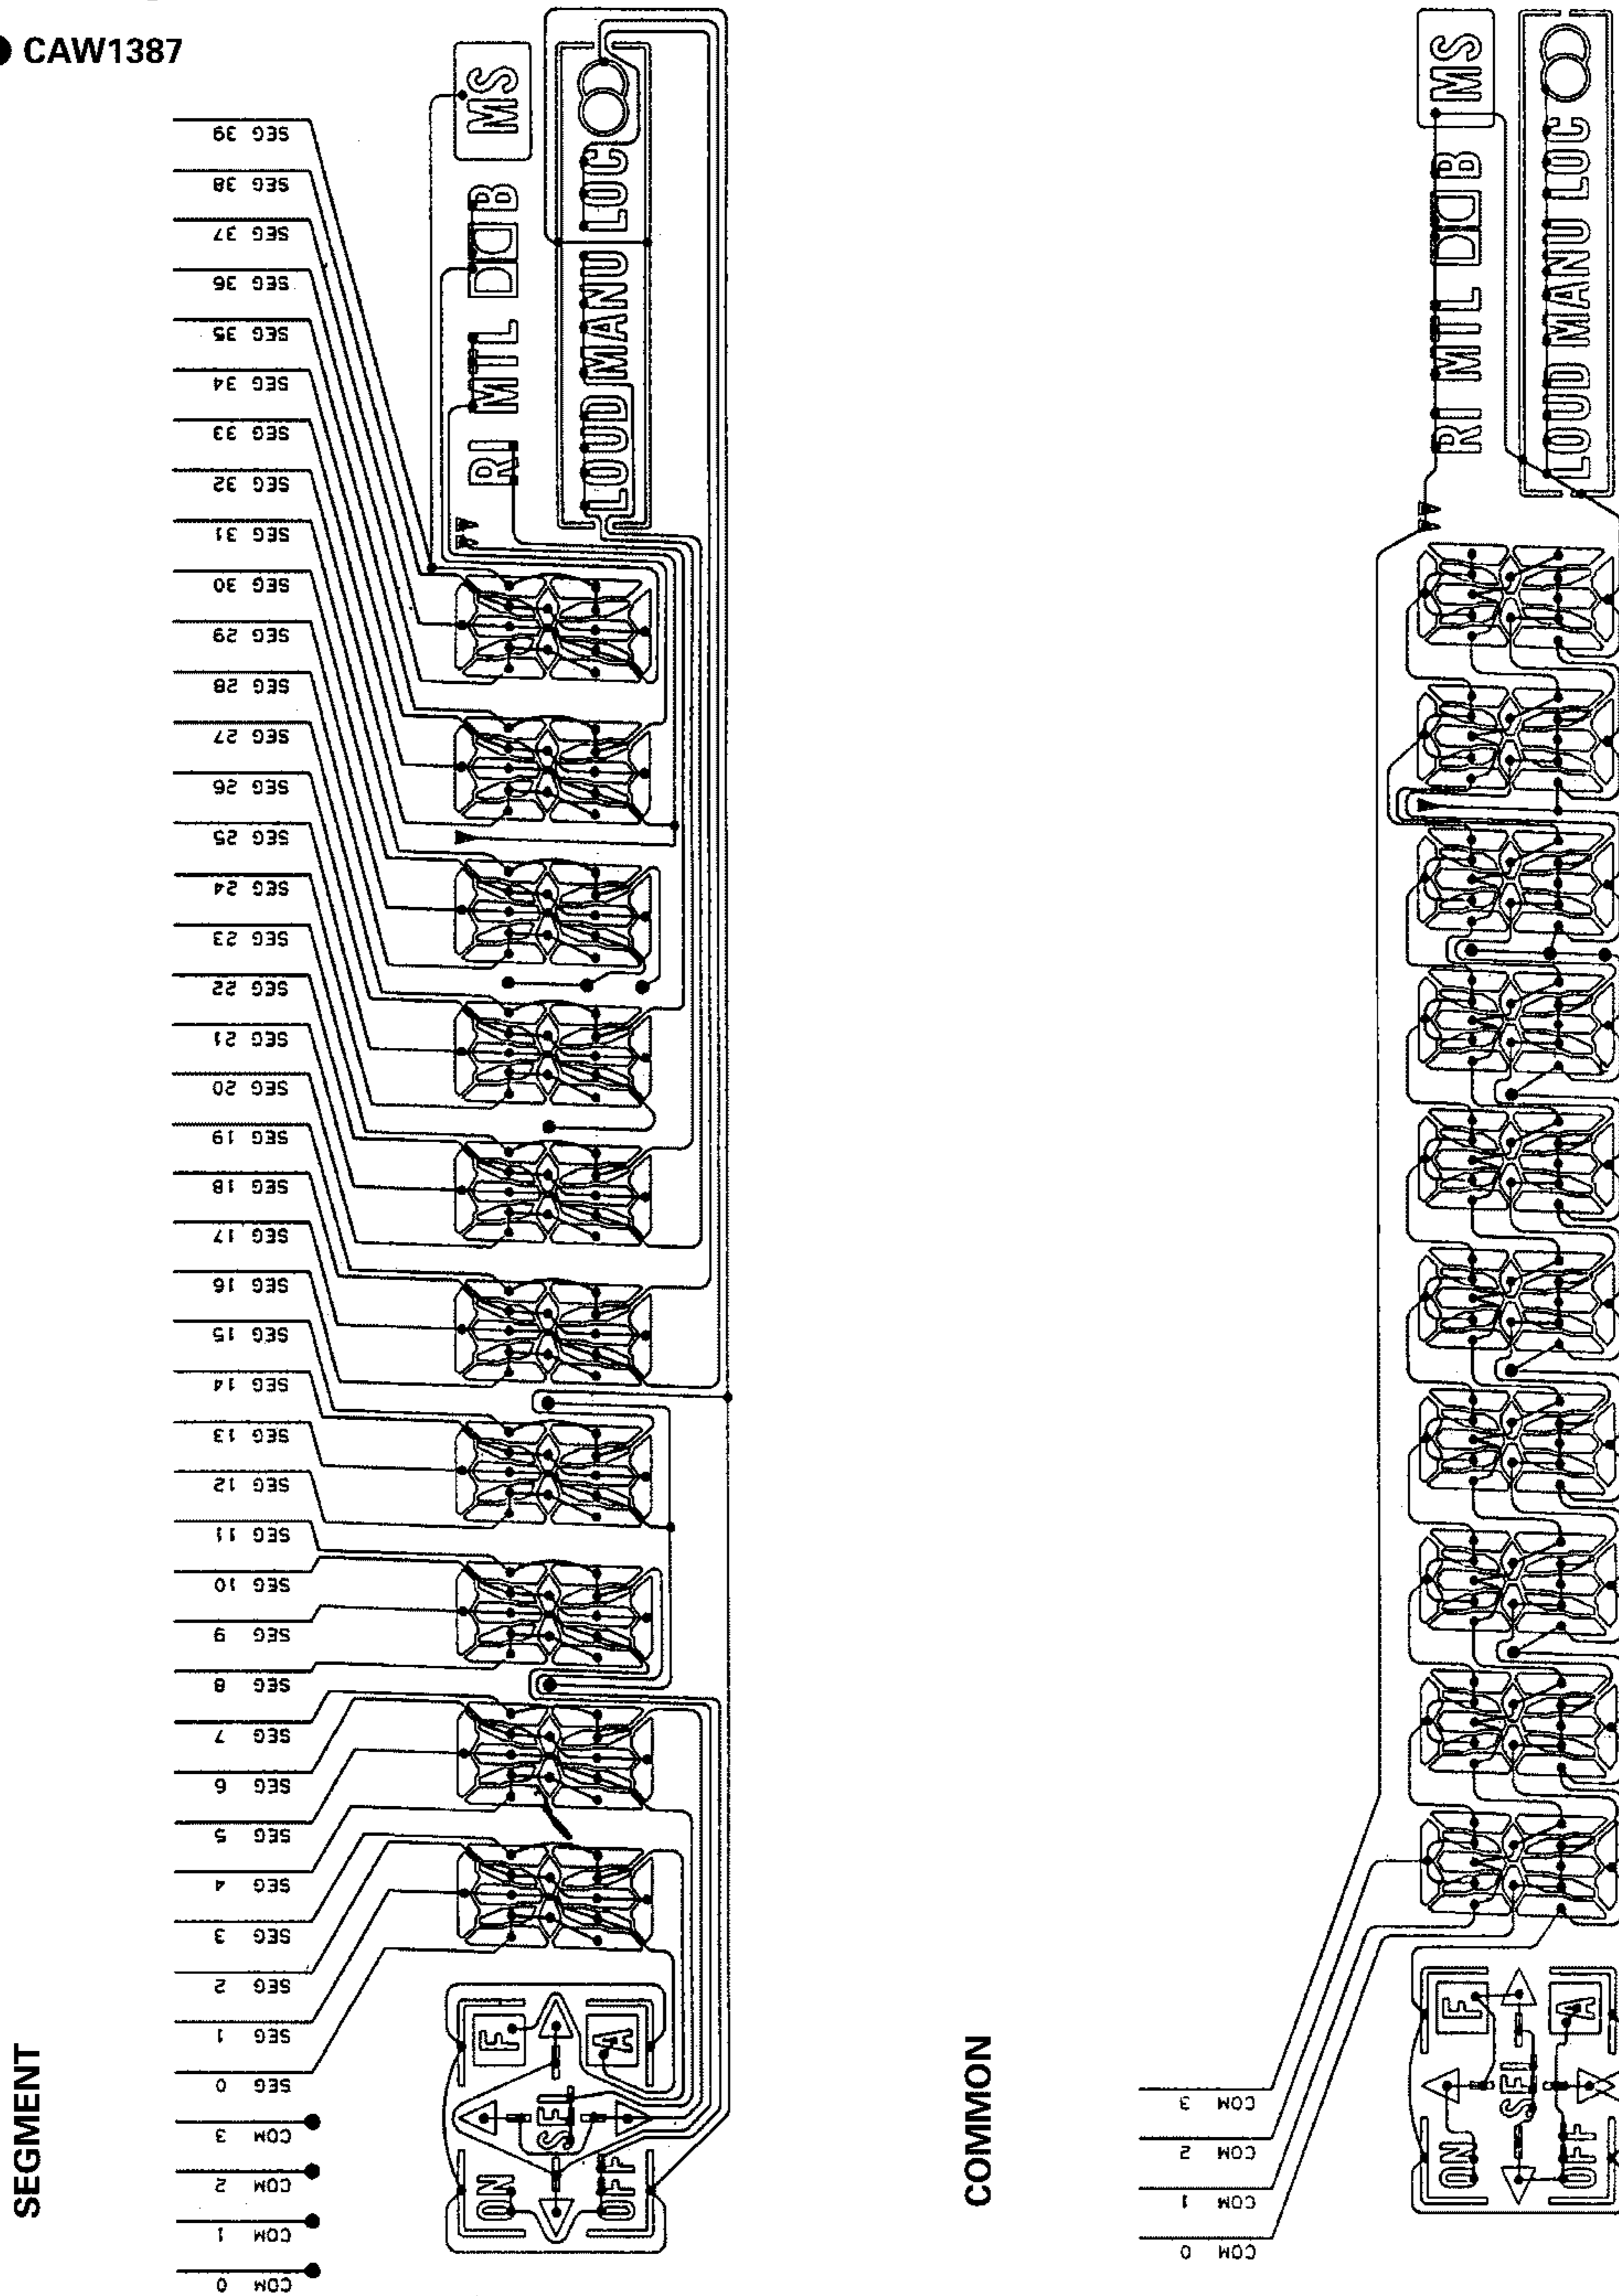 CAW1387
SEG 39
SEG 38
SEG 37
SEG 36
SEG 35
SEG 34
SEG 33
SEG 32
SEG 31
SEG 30
SEG 29
SEG 28
SEG 27
SEG 26
SEG 25
SEG 24
SEG 23
SEG 22
SEG 21
SEG 20
SEG 19
SEG 18
SEG 17
SEG 16
SEG 15
SEG 14
SEG 13
SEG 12
SEG 11
SEG 10
SEG 9
SEG 8
SEG 7
SEG 6
SEG 5
SEG 4
SEG 3
SEG 2
SEG 1
SEG 0
COM 3
COM 2
COM 1
COM 0
SEGMENT
RI MTL DD B MS
LOUD MANU LOC
ON F
SEL
OFF A
COMMON
COM 3
COM 2
COM 1
COM 0
RI MTL DD B MS
LOUD MANU LOC
ON F
SEL
OFF A